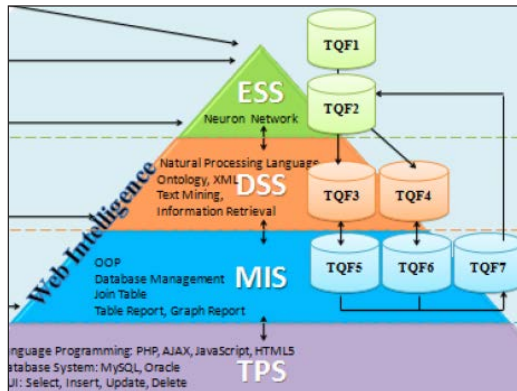 TQF1
ESS
Neuron Network
TQF2
Web Intelligence
Natural Processing Language
Ontology, XML
Text Mining,
Information Retrieval
DSS
TQF3
TQF4
OOP
Database Management
Join Table
Table Report, Graph Report
MIS
TQF5
TQF6
TQF7
anguage Programming: PHP, AJAX, JavaScript, HTML5
atabase System: MySQL, Oracle
UI: Select, Insert, Update, Delete
TPS